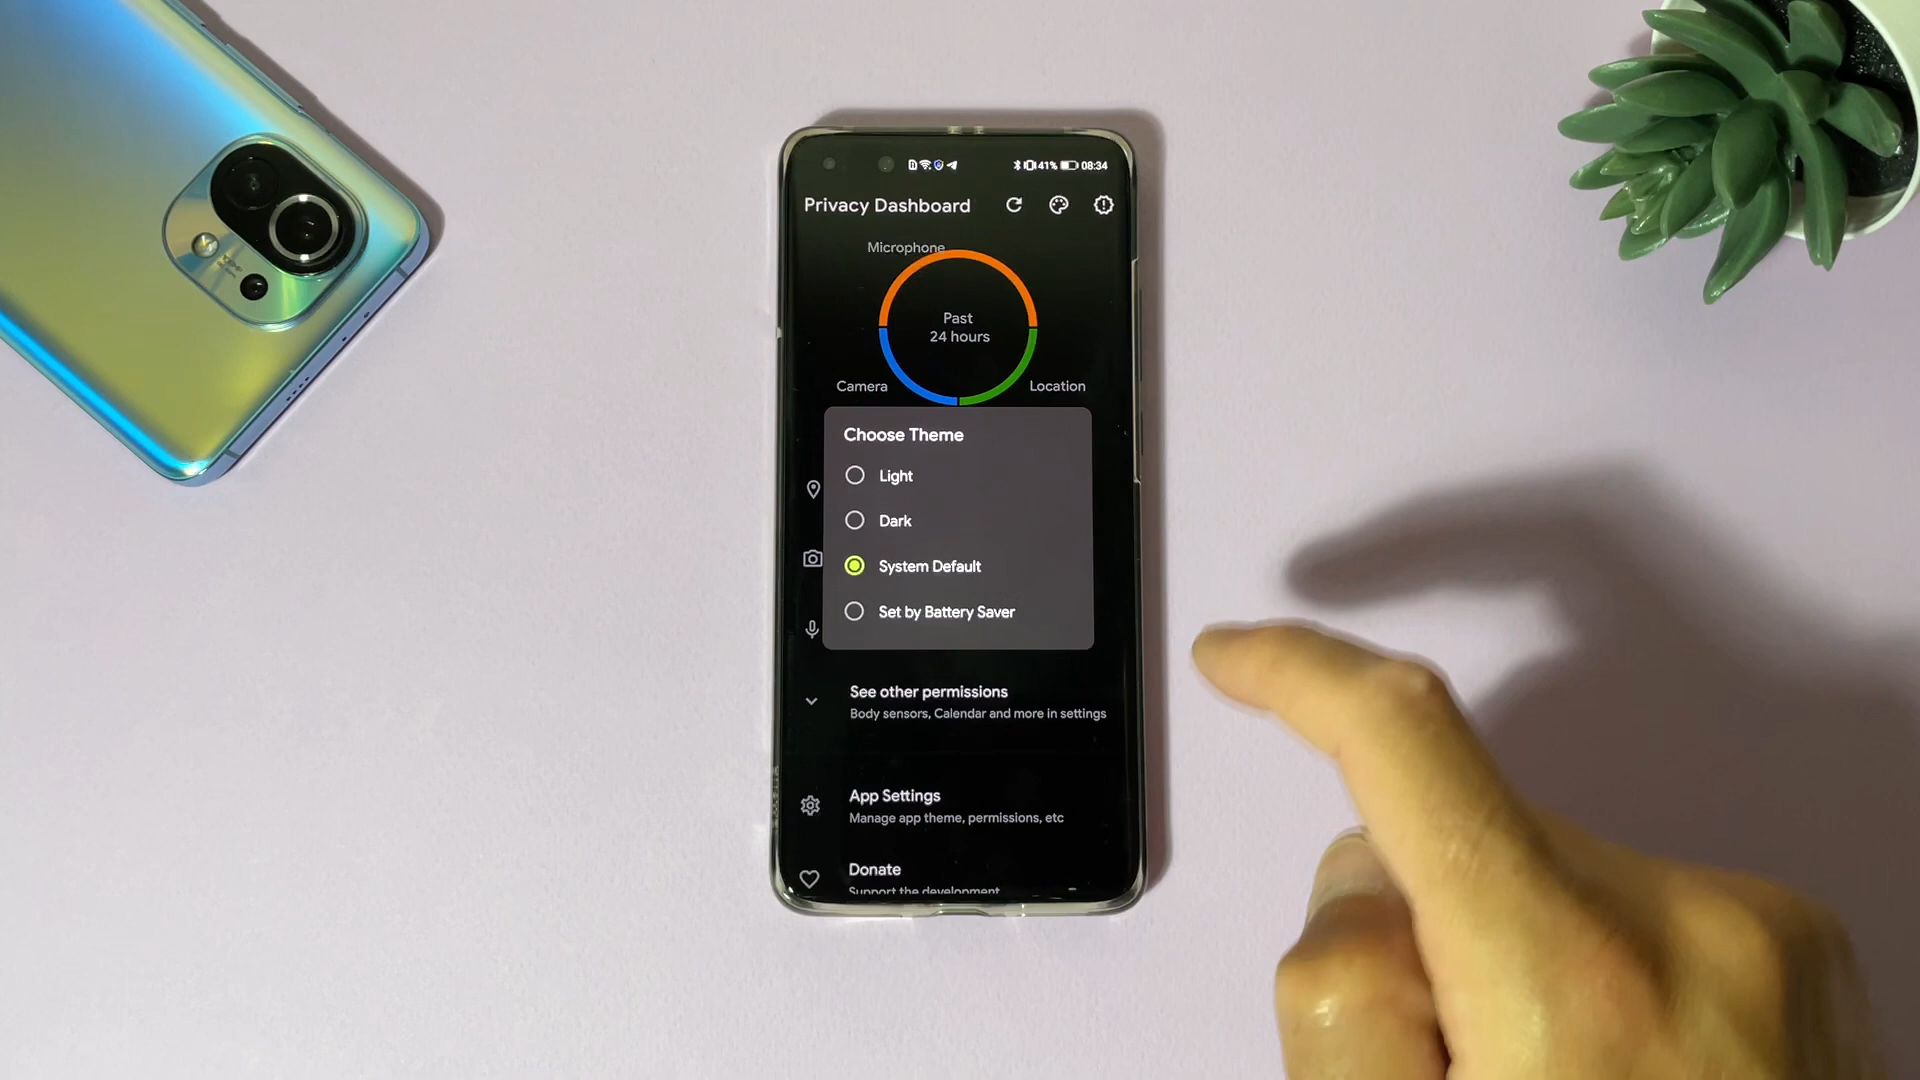 41% 08:34
Privacy Dashboard
Microphone
Past
24 hours
Camera
Location
Choose Theme
Light
Dark
System Default
Set by Battery Saver
See other permissions
Body sensors, Calendar and more in settings
App Settings
Manage app theme, permissions, etc
Donate
Support the development